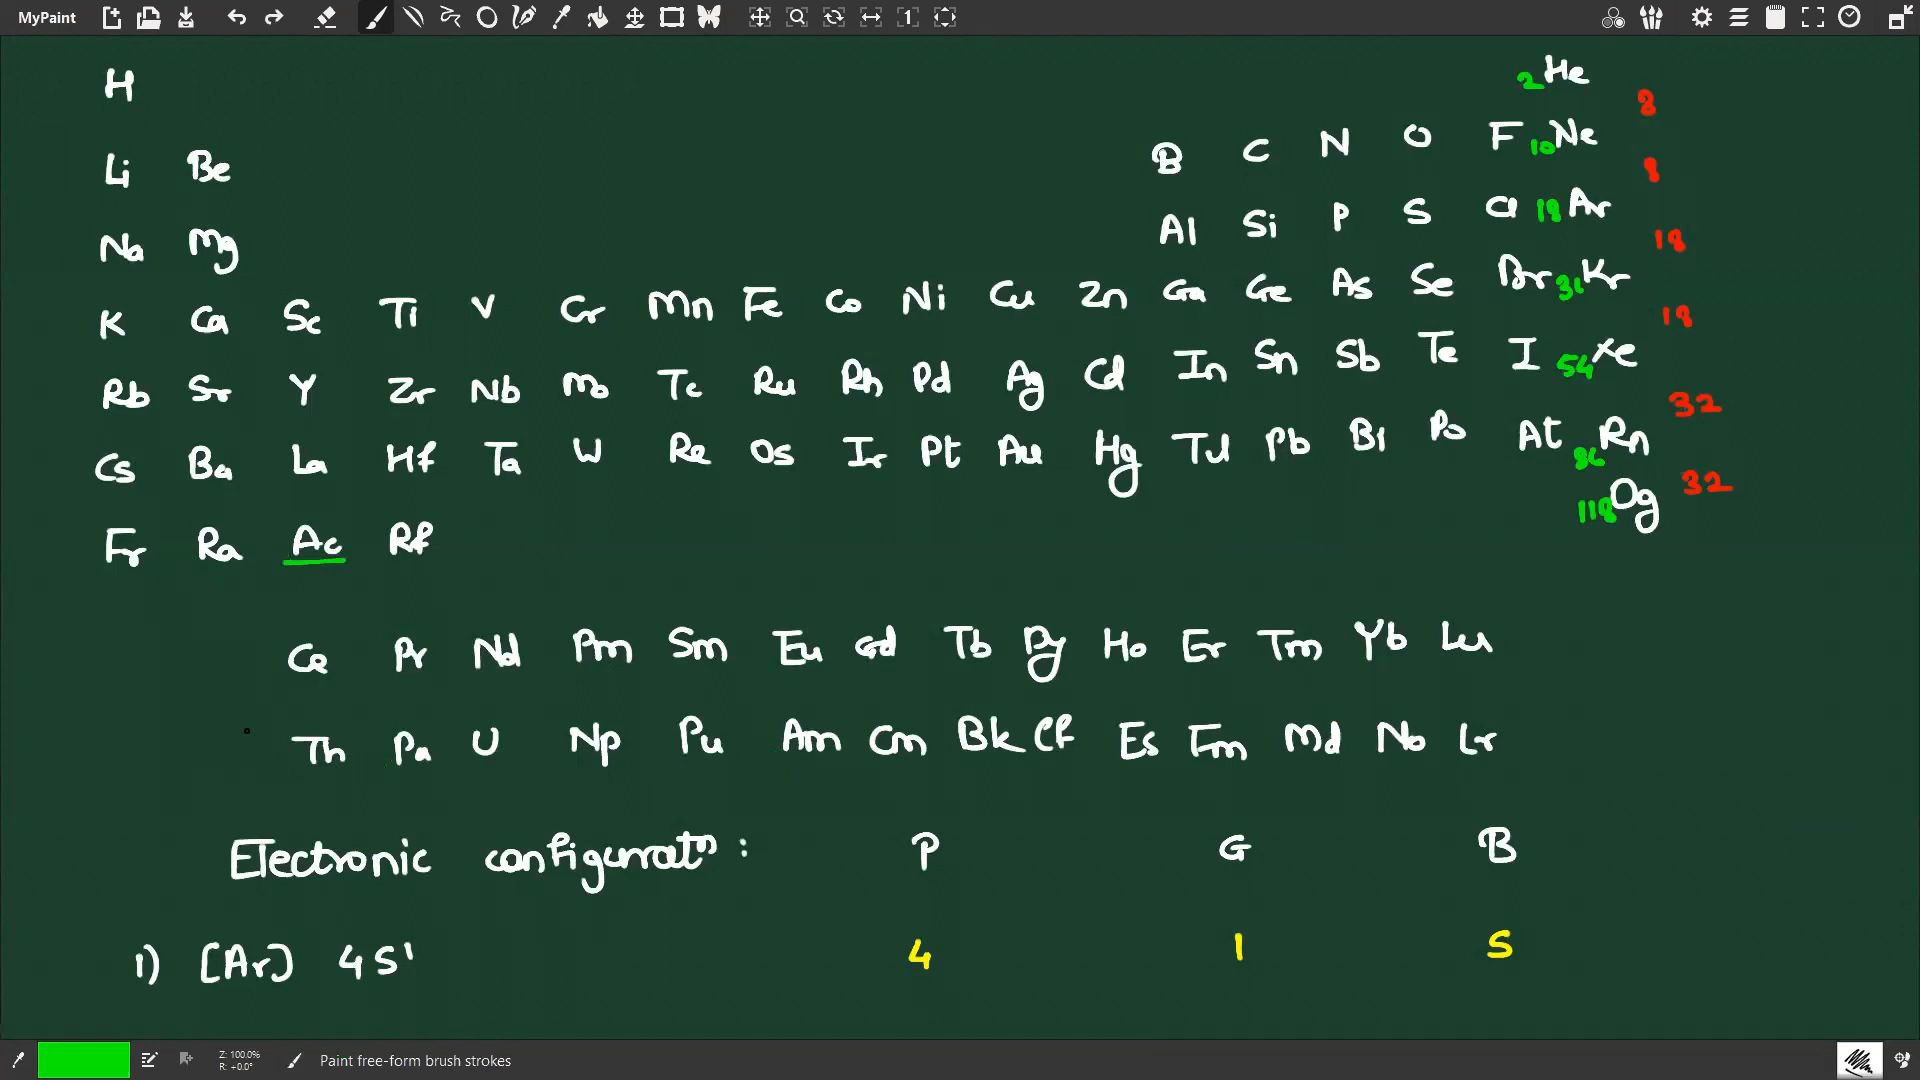 MyPaint
H 2He
8
Li Be B C N O F 10Ne
8
Na Mg Al Si P S Cl 18Ar
18
K Ca Sc Ti V Cr Mn Fe Co Ni Cu Zn Ga Ge As Se Br 36Kr
18
Rb Sr Y Zr Nb Mo Tc Ru Rh Pd Ag Cd In Sn Sb Te I 54Xe
32
Cs Ba La Hf Ta W Re Os Ir Pt Au Hg Tl Pb Bi Po At 86Rn
32
118Og
Fr Ra Ac Rf
Ce Pr Nd Pm Sm Eu Gd Tb Dy Ho Er Tm Yb Lu
Th Pa U Np Pu Am Cm Bk Cf Es Fm Md No Lr
Electronic configuratn : P G B
1) [Ar] 4S¹ 4 1 S
Z: 100.0%
R: +0.0°
Paint free-form brush strokes